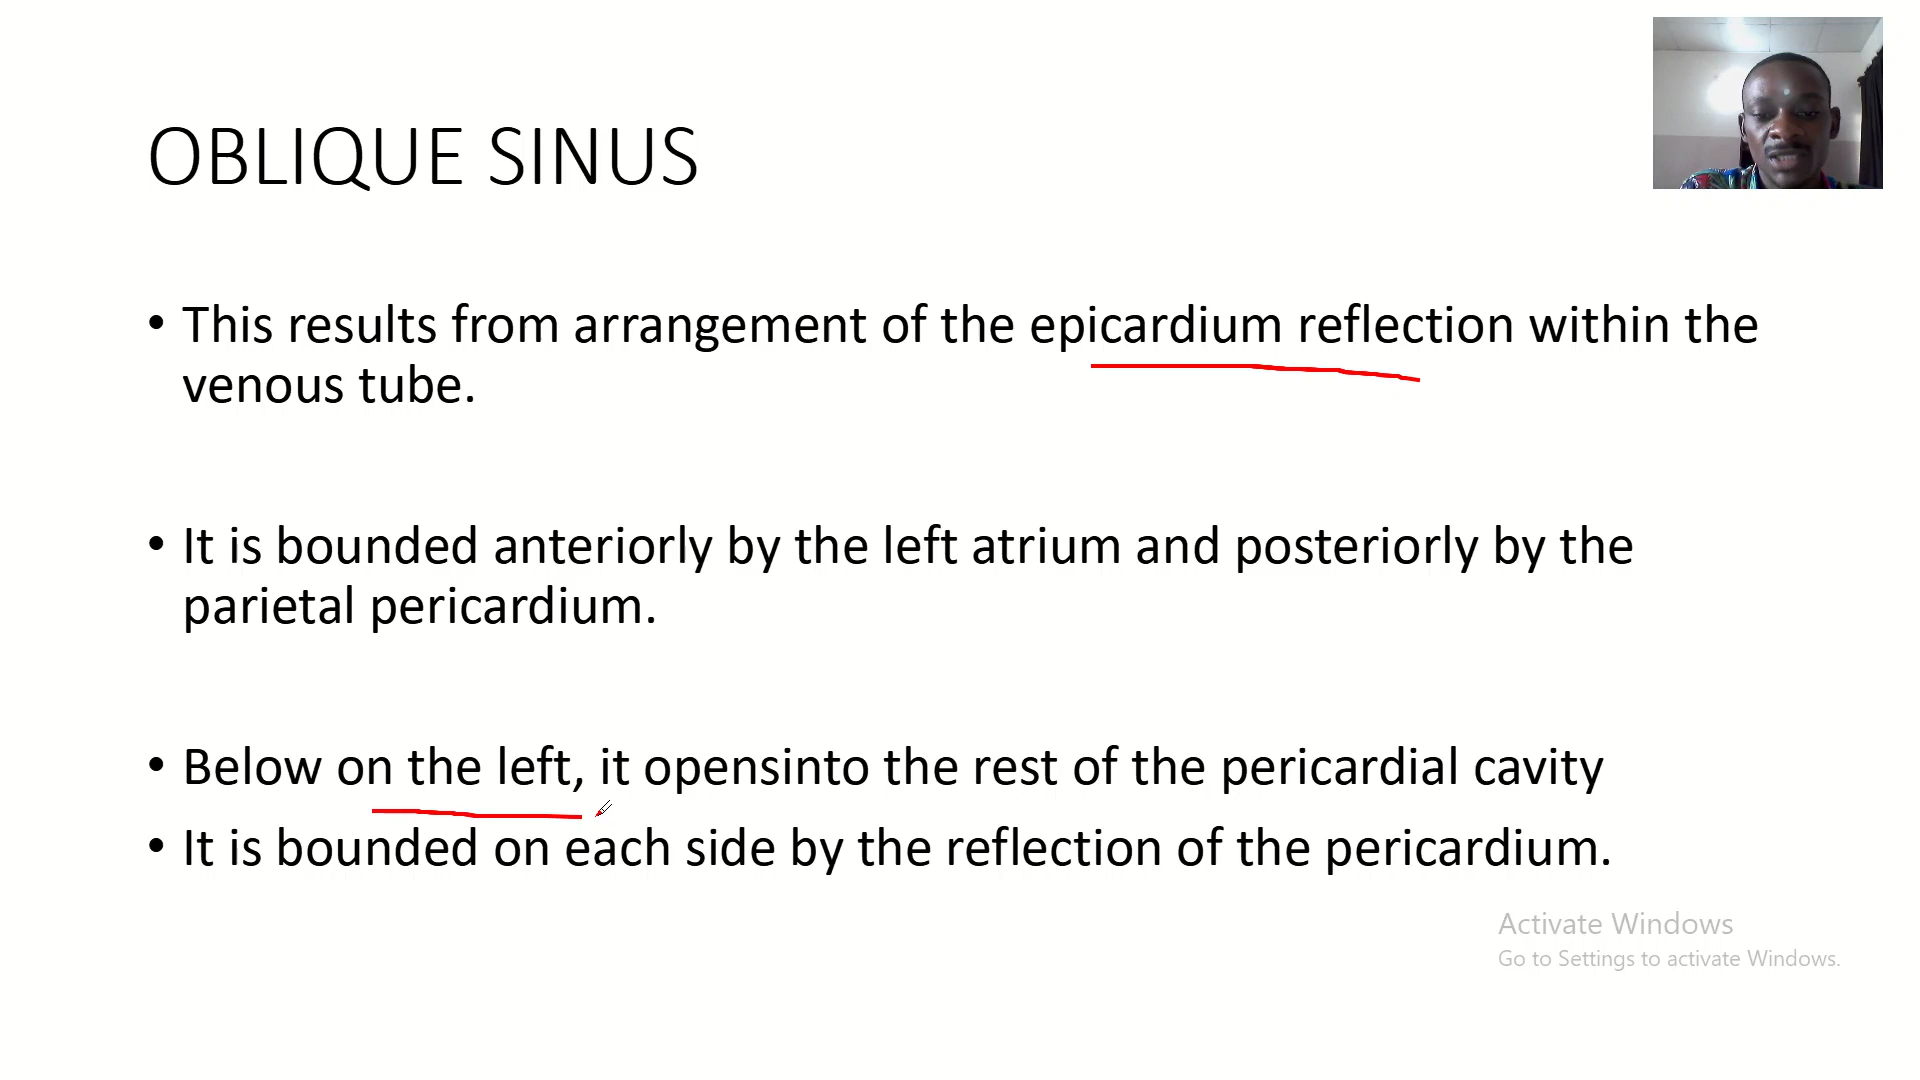 OBLIQUE SINUS
• This results from arrangement of the epicardium reflection within the
venous tube.
• It is bounded anteriorly by the left atrium and posteriorly by the
parietal pericardium.
• Below on the left, it opensinto the rest of the pericardial cavity
• It is bounded on each side by the reflection of the pericardium.
Activate Windows
Go to Settings to activate Windows.